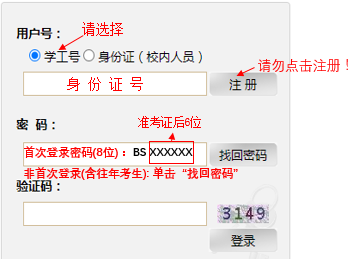 用户号：
请选择
学工号 身份证（校内人员）
请勿点击注册！
身份证号
注 册
准考证后6位
密 码：
首次登录密码(8位)：BS XXXXXX
找回密码
非首次登录(含往年考生): 单击 “找回密码”
验证码：
3149
登录